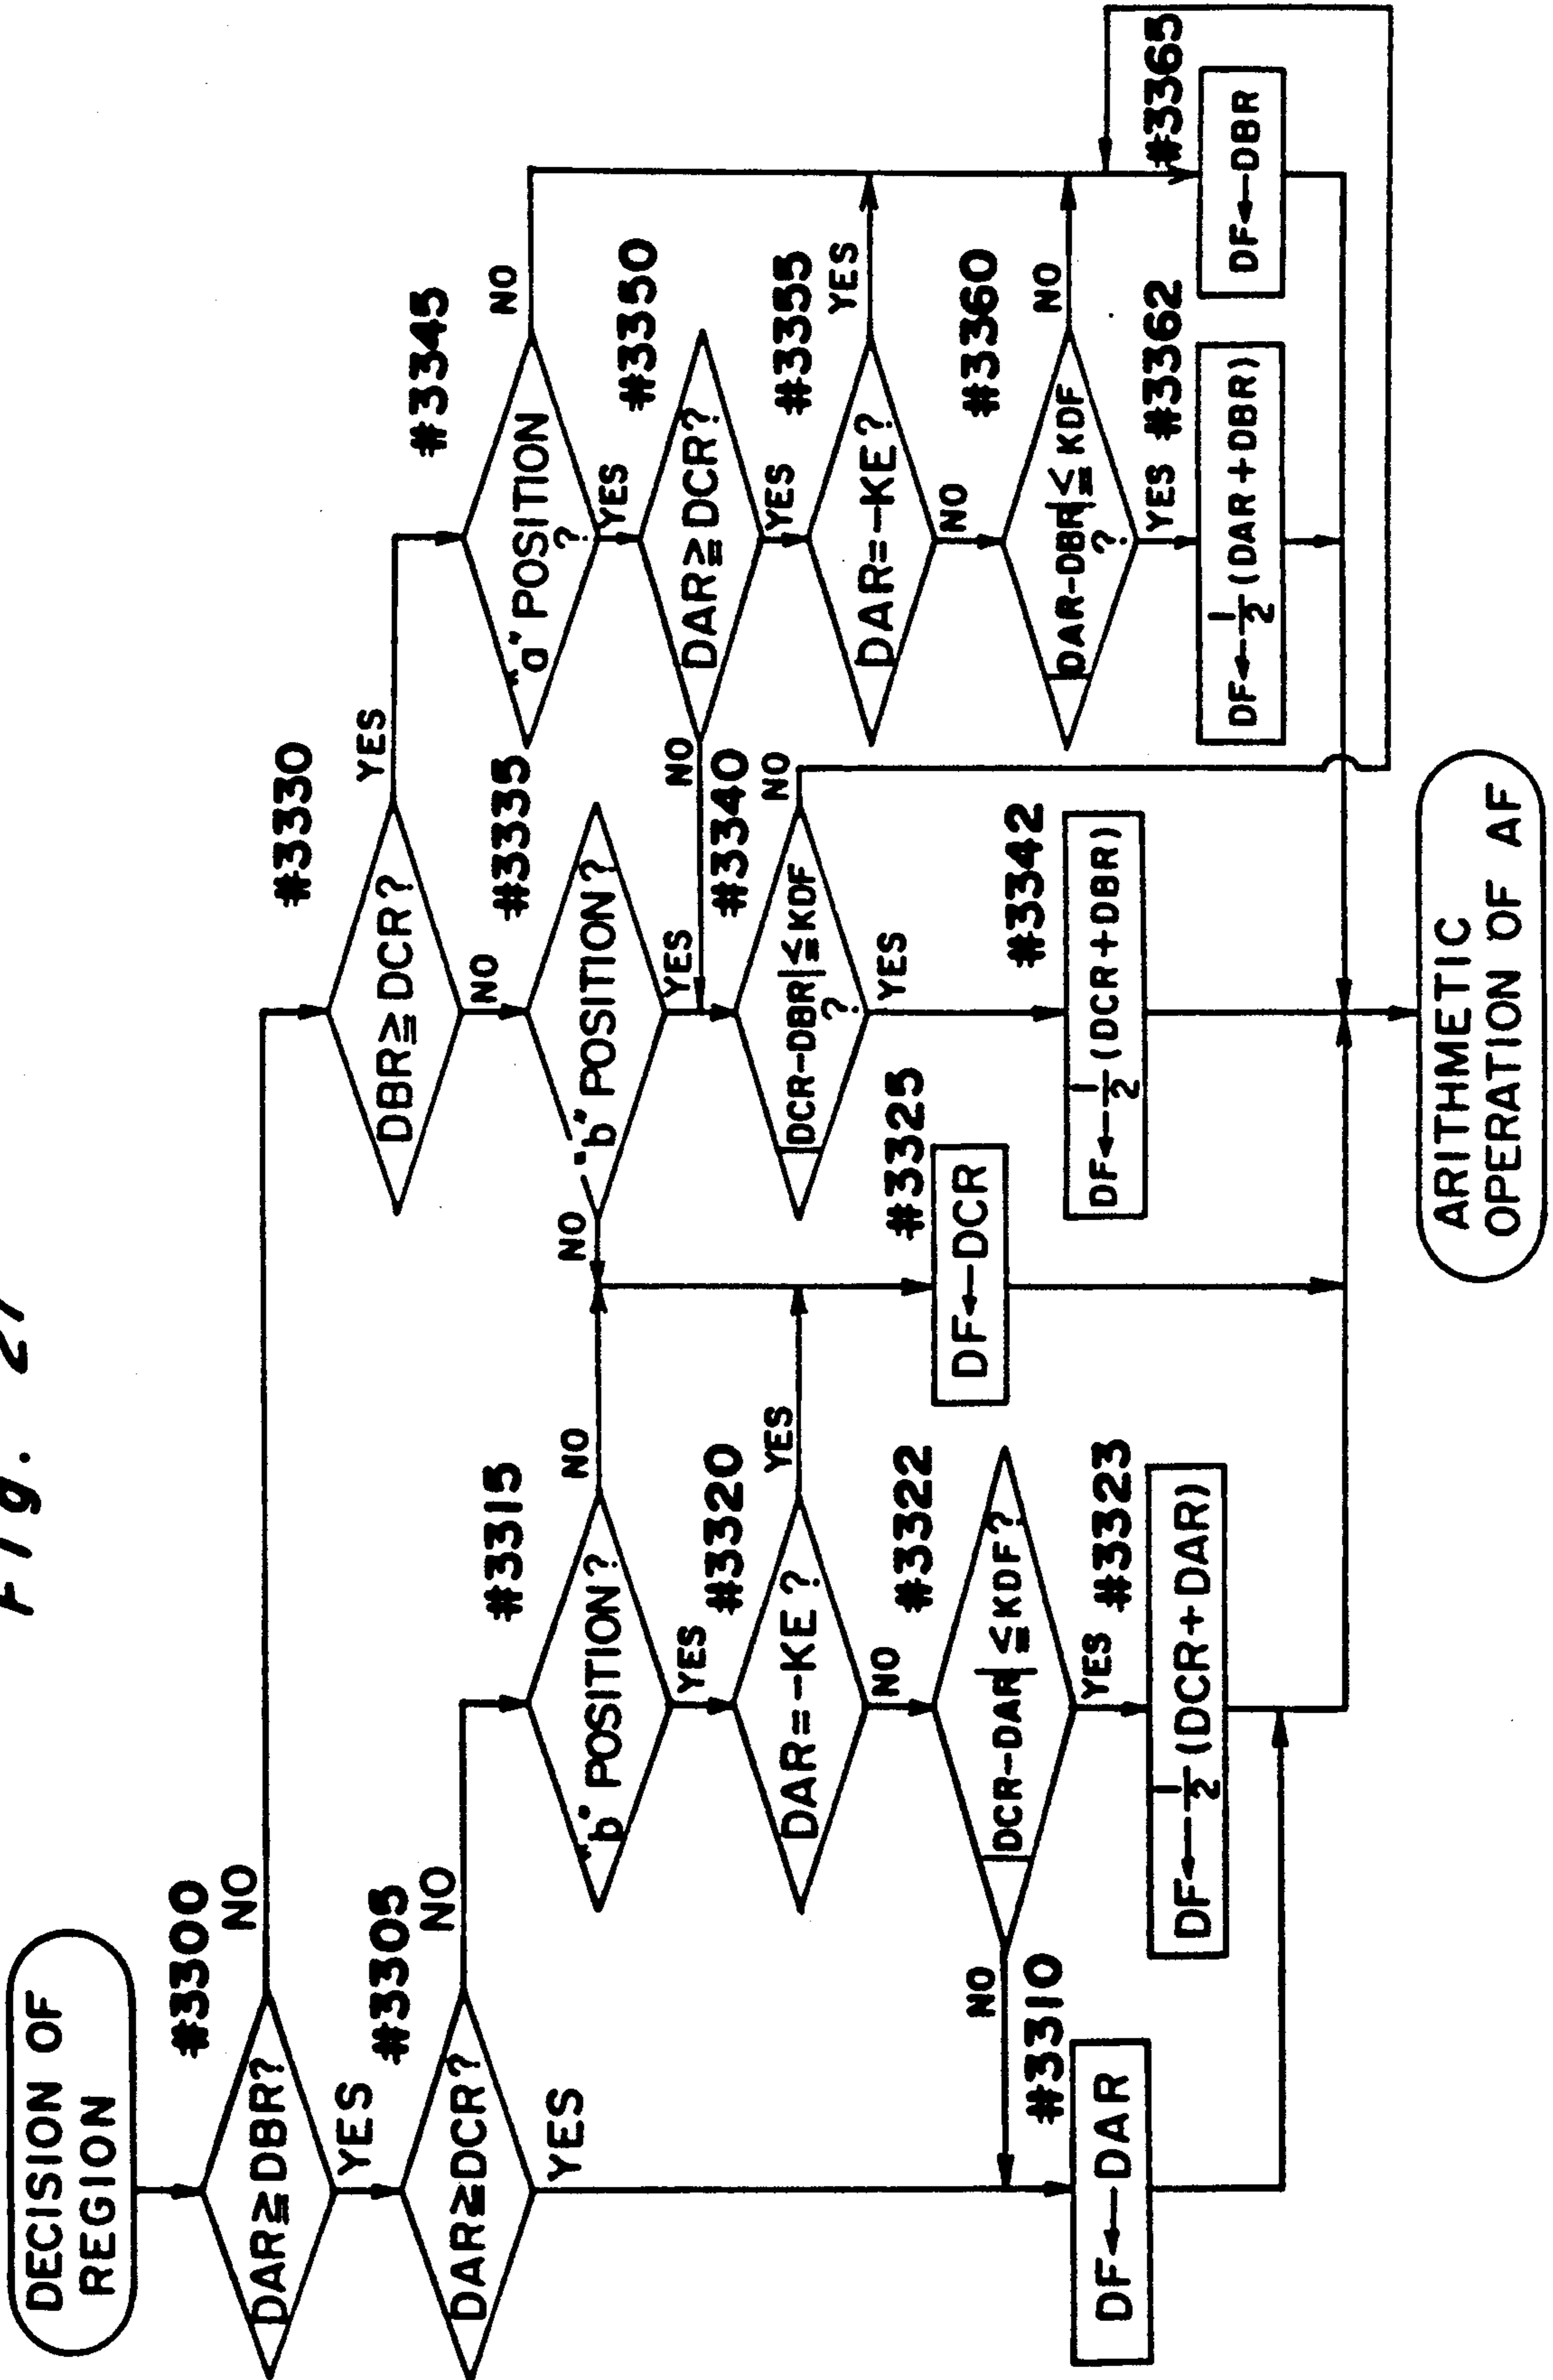 Fig. 27
DECISION OF
REGION
#3300
DAR≧DBR?
NO
YES
#3305
DAR≧DCR?
NO
YES
#3310
DF←DAR
#3315
"b" POSITION?
NO
YES
#3320
DAR=-KE?
YES
NO
#3322
|DCR-DAR|≦KDF?
NO
YES
#3323
DF←1/2(DCR+DAR)
#3325
DF←DCR
#3330
DBR≧DCR?
YES
NO
#3335
"b" POSITION?
NO
YES
#3340
|DCR-DBR|≦KDF
?
NO
YES
#3342
DF←1/2(DCR+DBR)
#3345
"a" POSITION
?
NO
YES
#3350
DAR≧DCR?
NO
YES
#3355
DAR=-KE?
YES
NO
#3360
|DAR-DBR|≦KDF
?
NO
YES
#3362
DF←1/2(DAR+DBR)
#3365
DF←DBR
ARITHMETIC
OPERATION OF AF